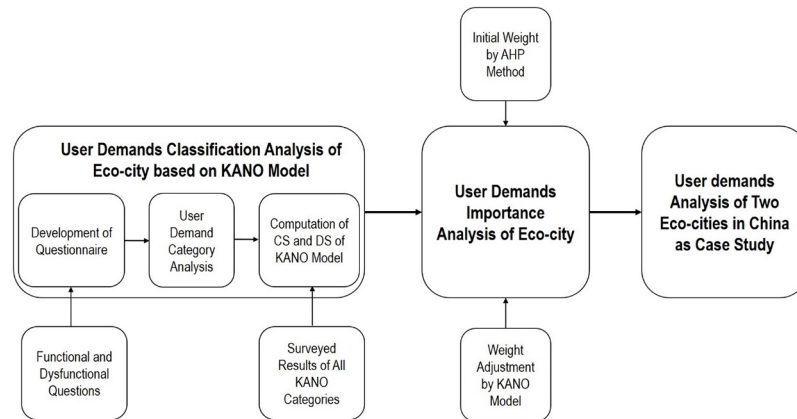 Initial Weight
by AHP
Method
User Demands Classification Analysis of
Eco-city based on KANO Model
Development of
Questionnaire
User
Demand
Category
Analysis
Computation of
CS and DS of
KANO Model
User Demands
Importance
Analysis of Eco-city
User demands
Analysis of Two
Eco-cities in China
as Case Study
Functional and
Dysfunctional
Questions
Surveyed
Results of All
KANO
Categories
Weight
Adjustment
by KANO
Model